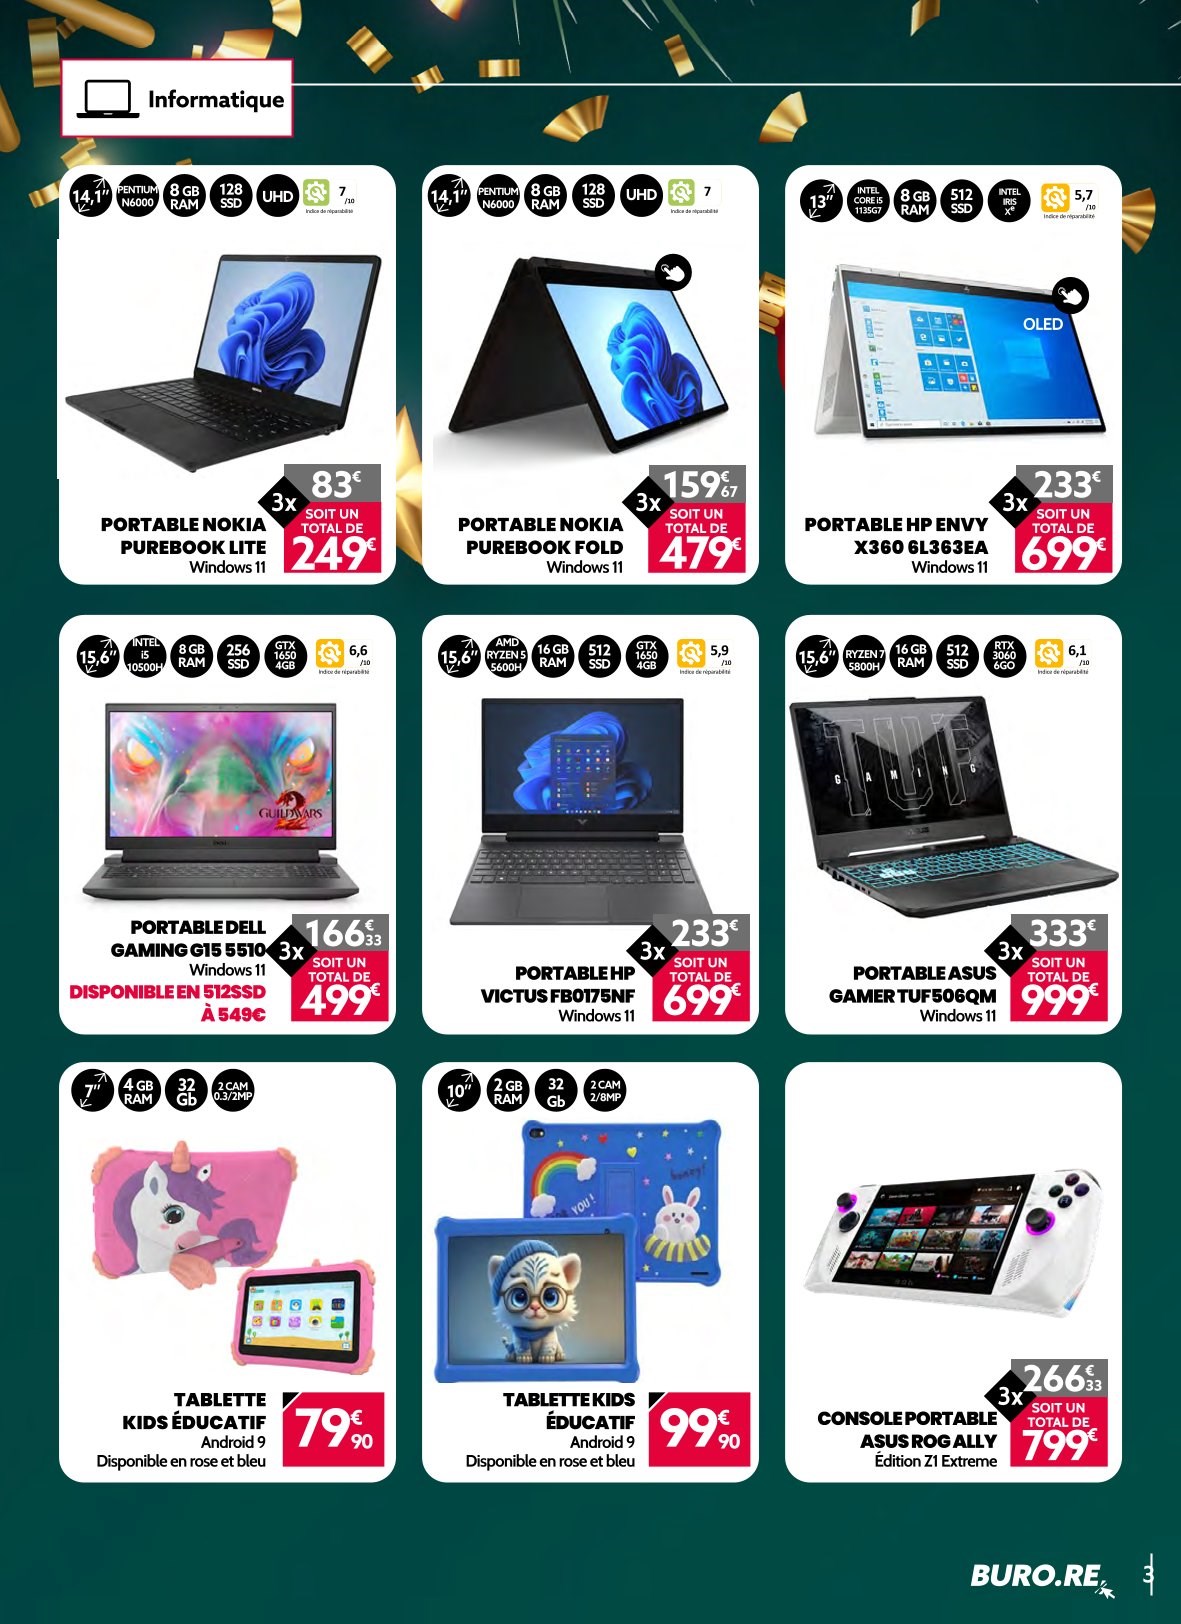 Informatique
14,1’’
PENTIUM
N6000
8 GB
RAM
128
SSD
UHD
7
/10
Indice de réparabilité
3x
83€
SOIT UN
TOTAL DE
249€
PORTABLE NOKIA
PUREBOOK LITE
Windows 11
14,1’’
PENTIUM
N6000
8 GB
RAM
128
SSD
UHD
7
Indice de réparabilité
3x
159€67
SOIT UN
TOTAL DE
479€
PORTABLE NOKIA
PUREBOOK FOLD
Windows 11
13’’
INTEL
CORE i5
1135G7
8 GB
RAM
512
SSD
INTEL
IRIS
Xe
5,7
/10
Indice de réparabilité
OLED
3x
233€
SOIT UN
TOTAL DE
699€
PORTABLE HP ENVY
X360 6L363EA
Windows 11
15,6’’
INTEL
i5
10500H
8 GB
RAM
256
SSD
GTX
1650
4GB
6,6
/10
Indice de réparabilité
GUILD WARS
2
DELL
3x
166€33
SOIT UN
TOTAL DE
499€
PORTABLE DELL
GAMING G15 5510
Windows 11
DISPONIBLE EN 512SSD
À 549€
15,6’’
AMD
RYZEN 5
5600H
16 GB
RAM
512
SSD
GTX
1650
4GB
5,9
/10
Indice de réparabilité
3x
233€
SOIT UN
TOTAL DE
699€
PORTABLE HP
VICTUS FB0175NF
Windows 11
15,6’’
RYZEN 7
5800H
16 GB
RAM
512
SSD
RTX
3060
6GO
6,1
/10
Indice de réparabilité
TUF
GAMING
3x
333€
SOIT UN
TOTAL DE
999€
PORTABLE ASUS
GAMER TUF506QM
Windows 11
7’’
4 GB
RAM
32
Gb
2 CAM
0.3/2MP
79€90
TABLETTE
KIDS ÉDUCATIF
Android 9
Disponible en rose et bleu
10’’
2 GB
RAM
32
Gb
2 CAM
2/8MP
bunny!
YOU!
99€90
TABLETTE KIDS
ÉDUCATIF
Android 9
Disponible en rose et bleu
3x
266€33
SOIT UN
TOTAL DE
799€
CONSOLE PORTABLE
ASUS ROG ALLY
Édition Z1 Extreme
BURO.RE
3